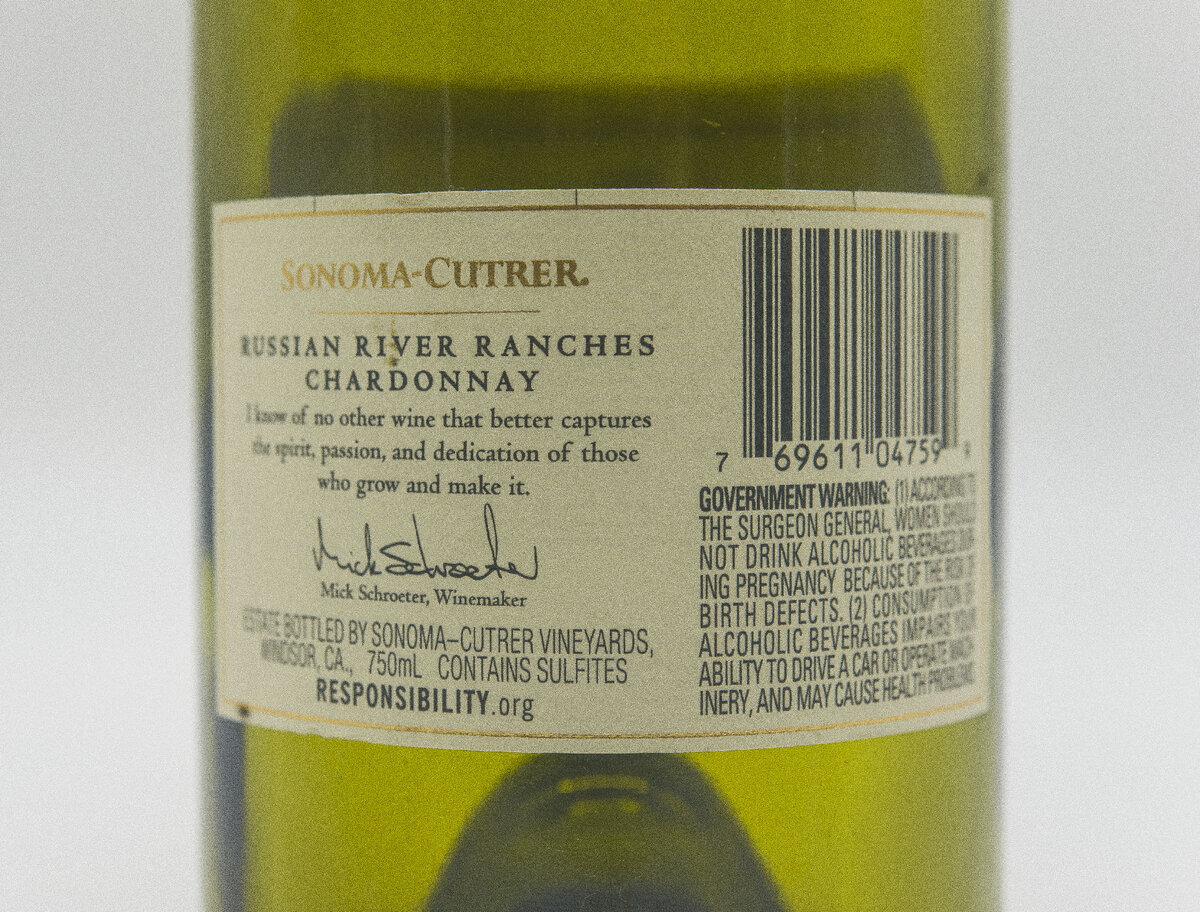 SONOMA-CUTRER.
RUSSIAN RIVER RANCHES
CHARDONNAY
I know of no other wine that better captures
the spirit, passion, and dedication of those
who grow and make it.
Mick Schroeter
Mick Schroeter, Winemaker
ESTATE BOTTLED BY SONOMA–CUTRER VINEYARDS,
WINDSOR, CA., 750mL CONTAINS SULFITES
RESPONSIBILITY.org
7 69611 04759
GOVERNMENT WARNING: (1) ACCORDING TO
THE SURGEON GENERAL, WOMEN SHOULD
NOT DRINK ALCOHOLIC BEVERAGES DUR-
ING PREGNANCY BECAUSE OF THE RISK OF
BIRTH DEFECTS. (2) CONSUMPTION OF
ALCOHOLIC BEVERAGES IMPAIRS YOUR
ABILITY TO DRIVE A CAR OR OPERATE MACH-
INERY, AND MAY CAUSE HEALTH PROBLEMS.